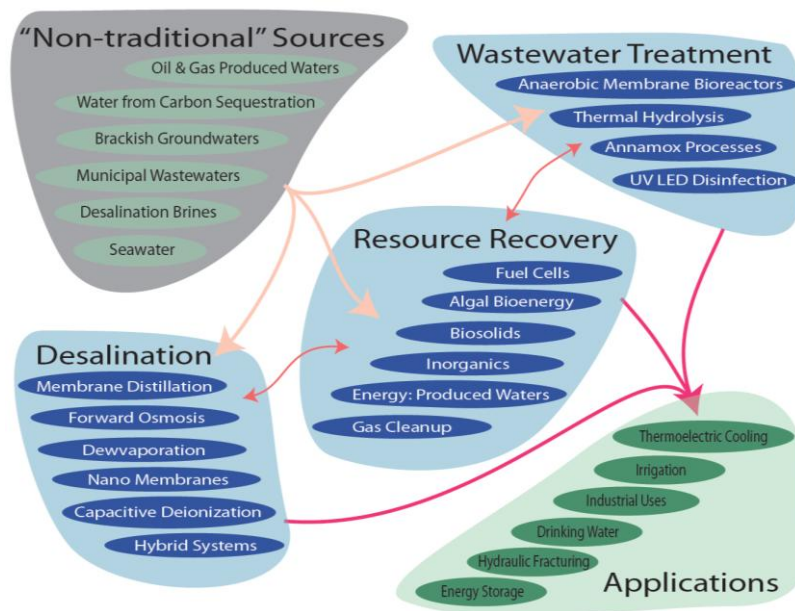 “Non-traditional” Sources
Oil & Gas Produced Waters
Water from Carbon Sequestration
Brackish Groundwaters
Municipal Wastewaters
Desalination Brines
Seawater
Wastewater Treatment
Anaerobic Membrane Bioreactors
Thermal Hydrolysis
Annamox Processes
UV LED Disinfection
Resource Recovery
Fuel Cells
Algal Bioenergy
Biosolids
Inorganics
Energy: Produced Waters
Gas Cleanup
Desalination
Membrane Distillation
Forward Osmosis
Dewvaporation
Nano Membranes
Capacitive Deionization
Hybrid Systems
Thermoelectric Cooling
Irrigation
Industrial Uses
Drinking Water
Hydraulic Fracturing
Energy Storage
Applications